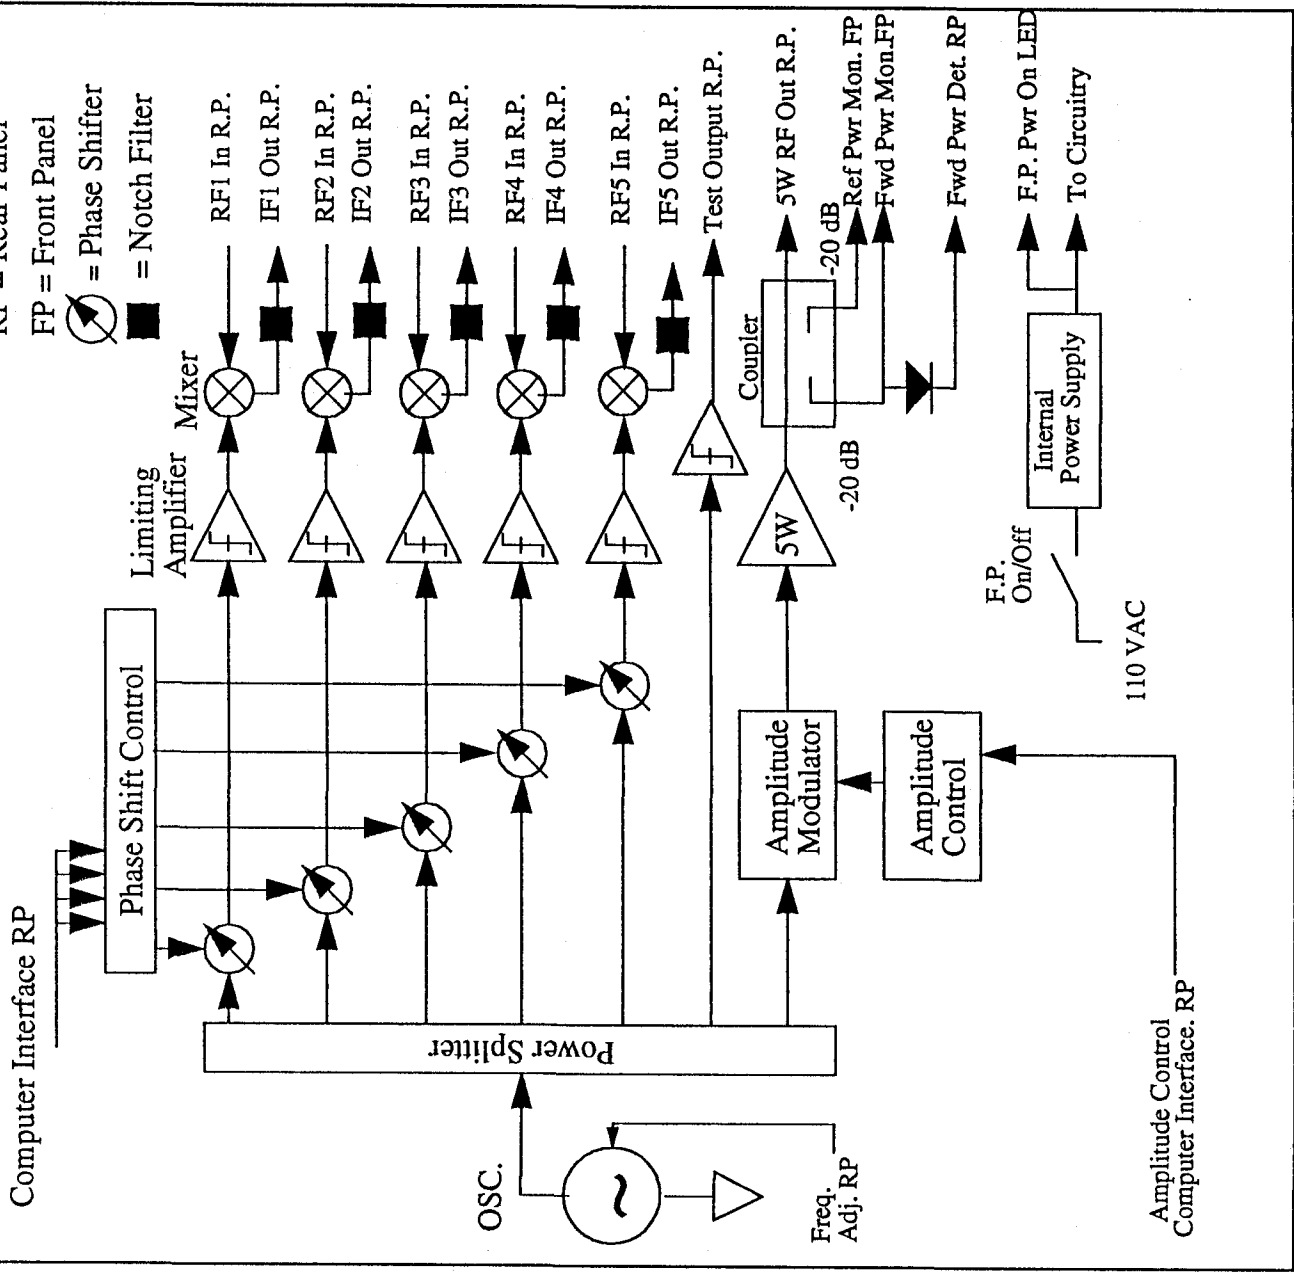 RP = Rear Panel
FP = Front Panel
= Phase Shifter
= Notch Filter
Computer Interface RP
Phase Shift Control
Limiting
Amplifier
Mixer
RF1 In R.P.
IF1 Out R.P.
RF2 In R.P.
IF2 Out R.P.
RF3 In R.P.
IF3 Out R.P.
RF4 In R.P.
IF4 Out R.P.
RF5 In R.P.
IF5 Out R.P.
Test Output R.P.
5W RF Out R.P.
-20 dB
Ref Pwr Mon. FP
Fwd Pwr Mon.FP
Fwd Pwr Det. RP
F.P. Pwr On LED
To Circuitry
Coupler
-20 dB
5W
Internal
Power Supply
F.P.
On/Off
110 VAC
Power Splitter
Amplitude
Modulator
Amplitude
Control
OSC.
~
Freq.
Adj. RP
Amplitude Control
Computer Interface. RP